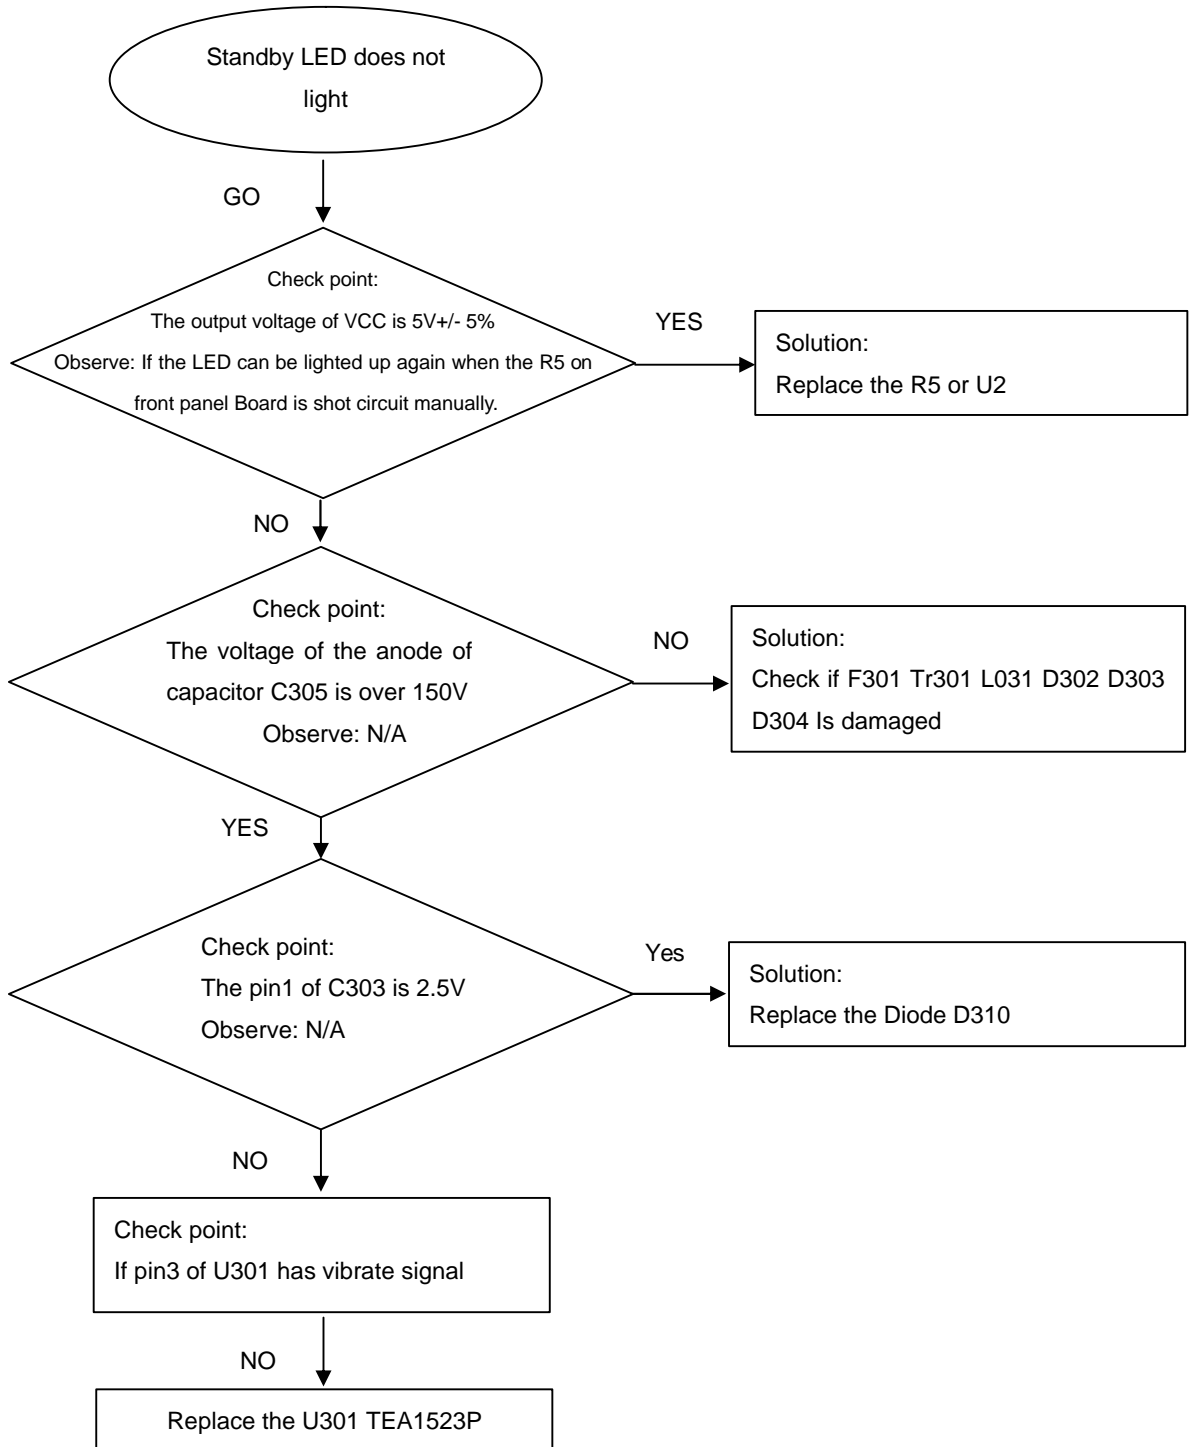 Standby LED does not
light
GO
Check point:
The output voltage of VCC is 5V+/- 5%
Observe: If the LED can be lighted up again when the R5 on
front panel Board is shot circuit manually.
YES
Solution:
Replace the R5 or U2
NO
Check point:
The voltage of the anode of
capacitor C305 is over 150V
Observe: N/A
NO
Solution:
Check if F301 Tr301 L031 D302 D303
D304 Is damaged
YES
Check point:
The pin1 of C303 is 2.5V
Observe: N/A
Yes
Solution:
Replace the Diode D310
NO
Check point:
If pin3 of U301 has vibrate signal
NO
Replace the U301 TEA1523P